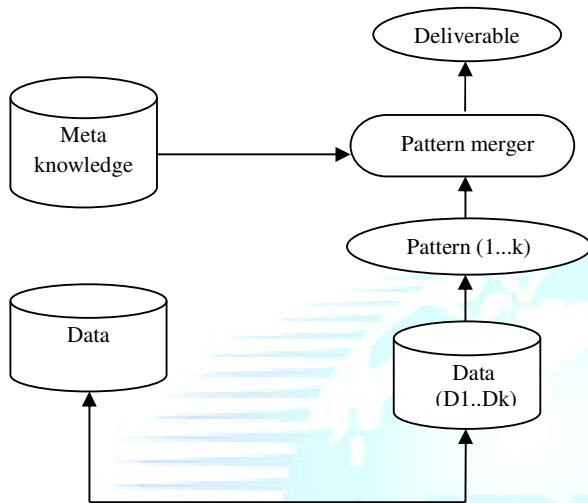 Deliverable
Meta
knowledge
Pattern merger
Pattern (1...k)
Data
Data
(D1..Dk)